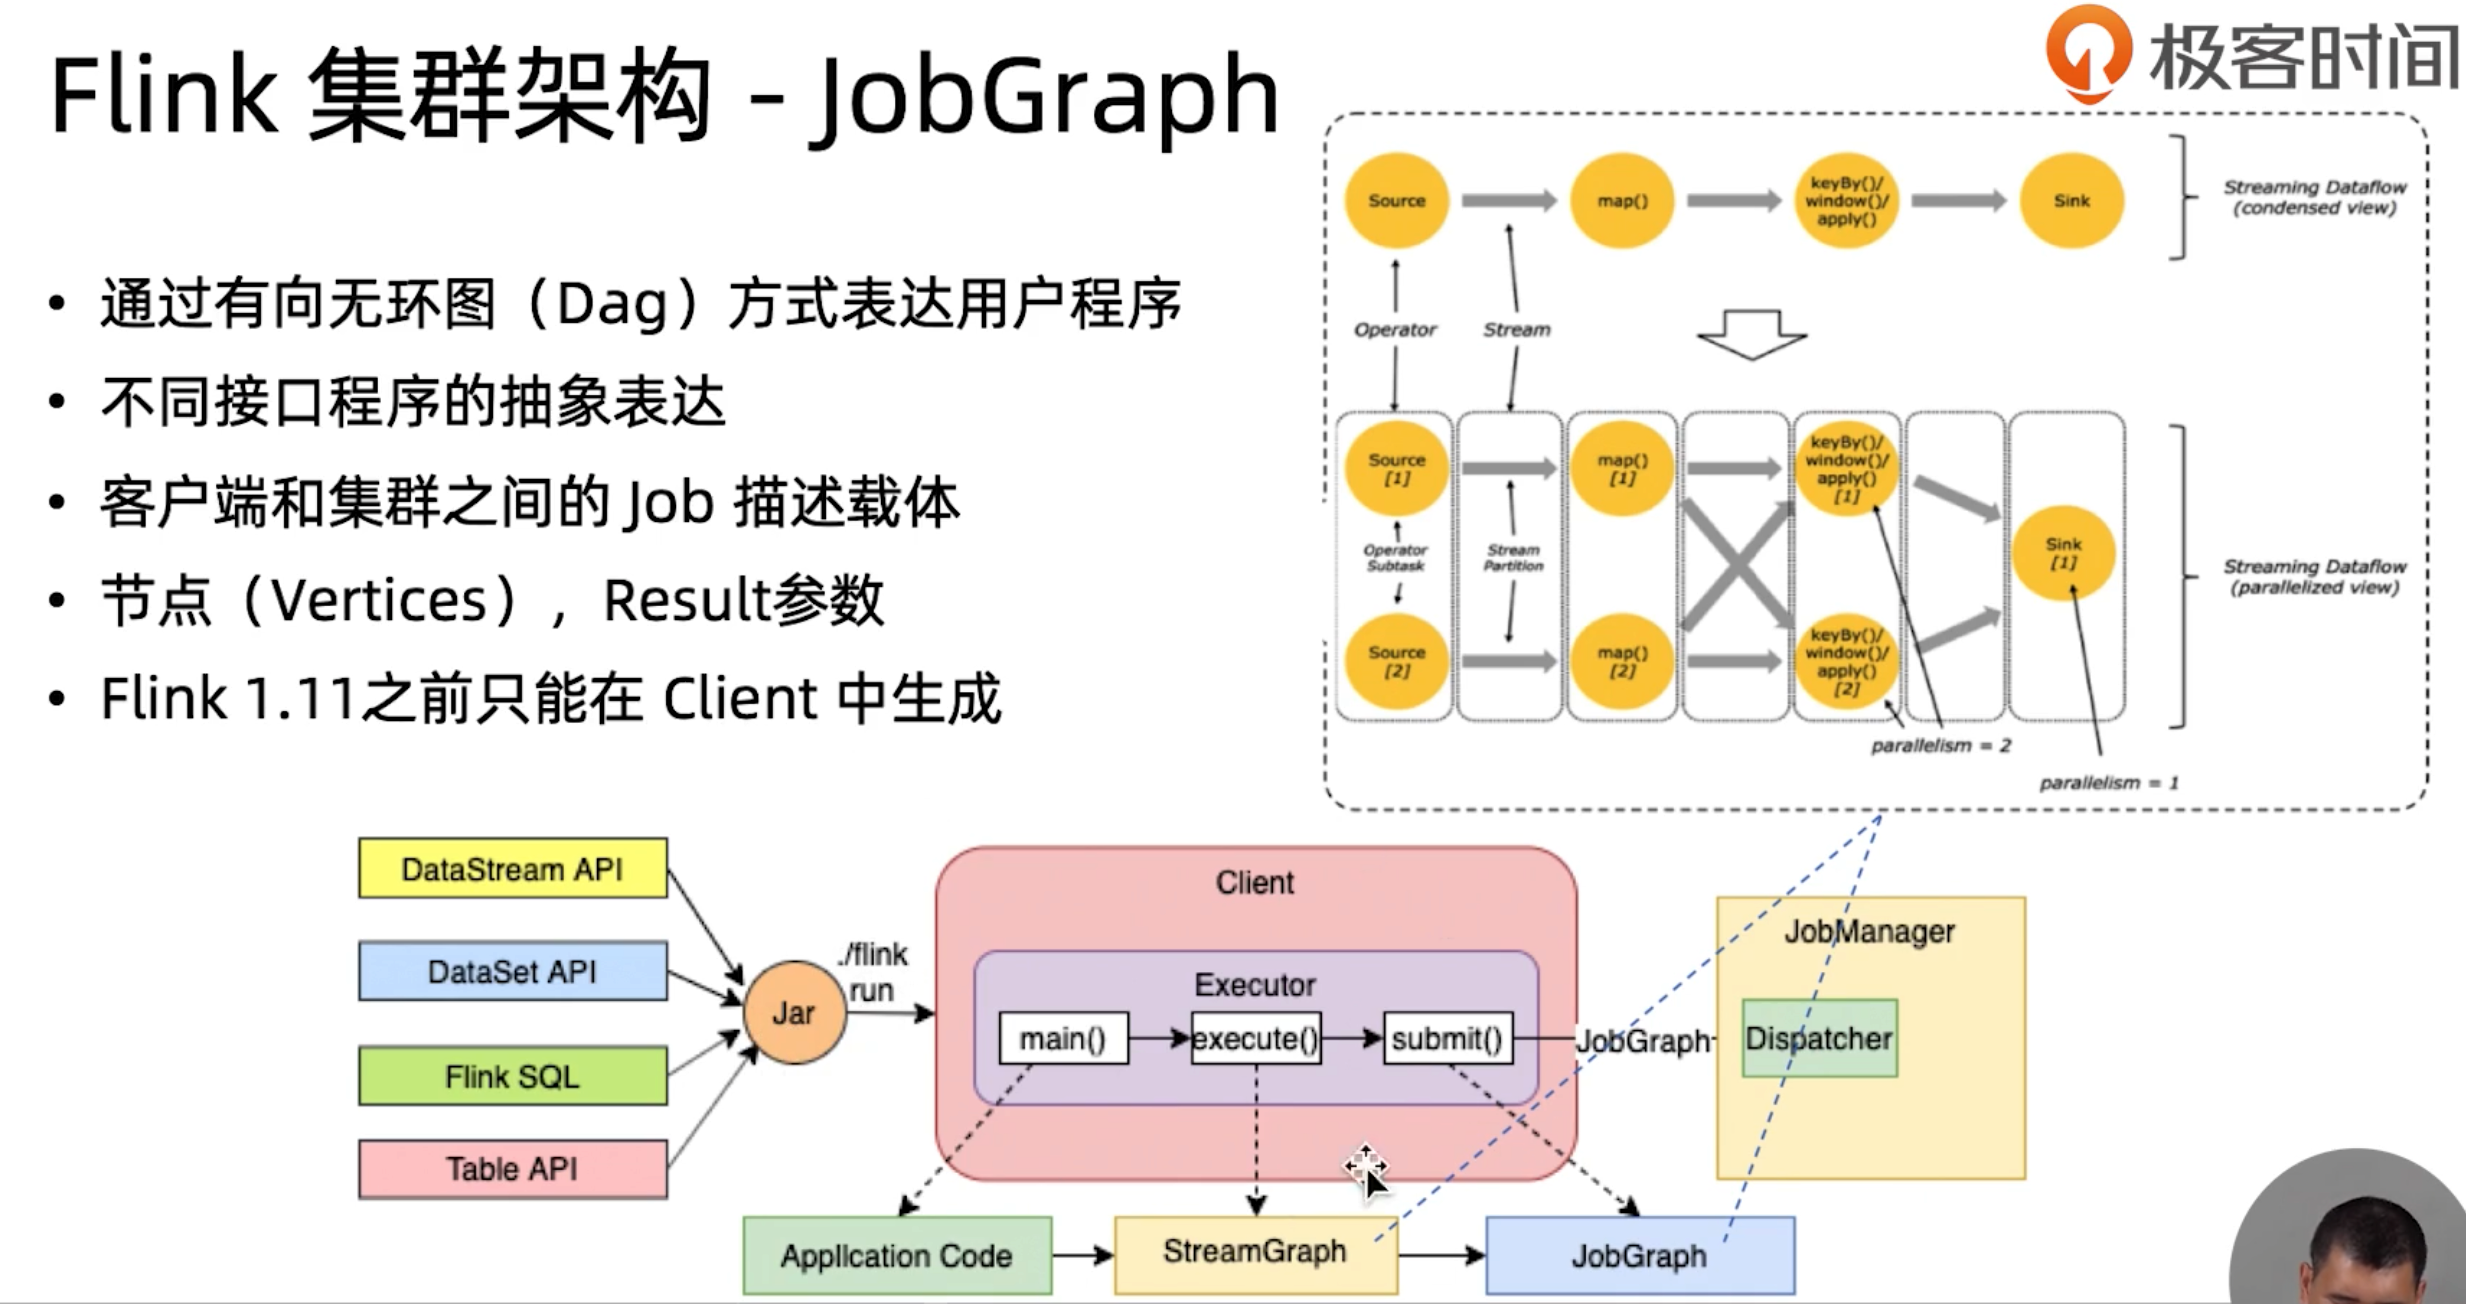 Flink 集群架构 - JobGraph
极客时间
• 通过有向无环图（Dag）方式表达用户程序
• 不同接口程序的抽象表达
• 客户端和集群之间的 Job 描述载体
• 节点（Vertices），Result参数
• Flink 1.11之前只能在 Client 中生成
Source
map()
keyBy()/
window()/
apply()
Sink
Streaming Dataflow
(condensed view)
Operator
Stream
Source
[1]
map()
[1]
keyBy()/
window()/
apply()
[1]
Operator
Subtask
Stream
Partition
Sink
[1]
Streaming Dataflow
(parallelized view)
Source
[2]
map()
[2]
keyBy()/
window()/
apply()
[2]
parallelism = 2
parallelism = 1
DataStream API
DataSet API
Flink SQL
Table API
Jar
./flink
run
Client
Executor
main()
execute()
submit()
JobGraph
JobManager
Dispatcher
Application Code
StreamGraph
JobGraph